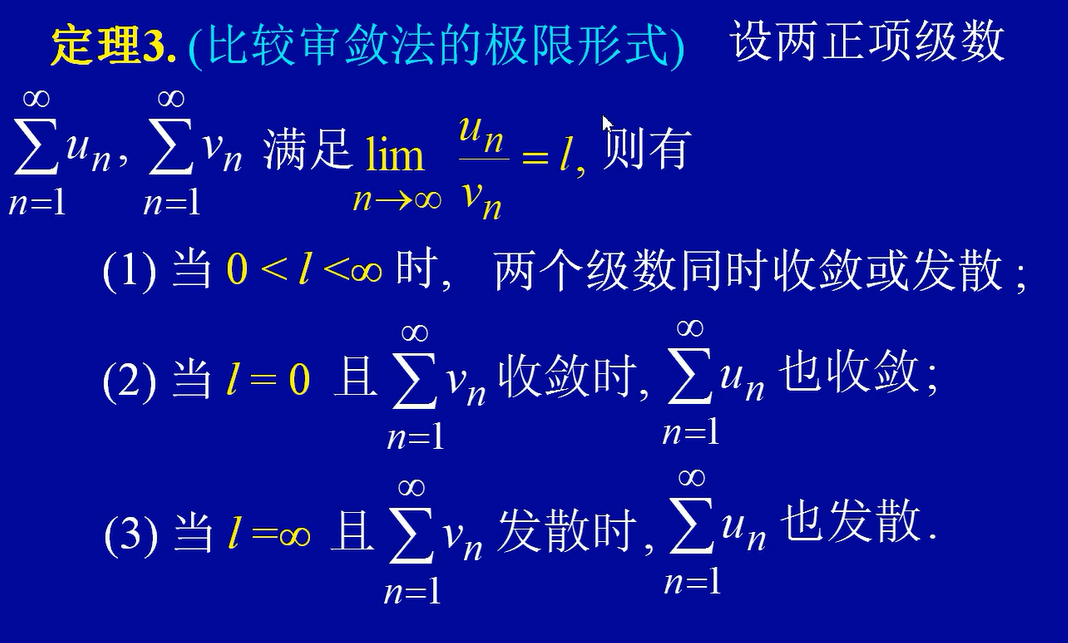 定理3. (比较审敛法的极限形式) 设两正项级数
$\sum_{n=1}^{\infty} u_n, \sum_{n=1}^{\infty} v_n$ 满足 $\lim_{n\to\infty} \frac{u_n}{v_n} = l,$ 则有
(1) 当 $0 < l < \infty$ 时, 两个级数同时收敛或发散 ;
(2) 当 $l = 0$ 且 $\sum_{n=1}^{\infty} v_n$ 收敛时, $\sum_{n=1}^{\infty} u_n$ 也收敛;
(3) 当 $l = \infty$ 且 $\sum_{n=1}^{\infty} v_n$ 发散时, $\sum_{n=1}^{\infty} u_n$ 也发散.